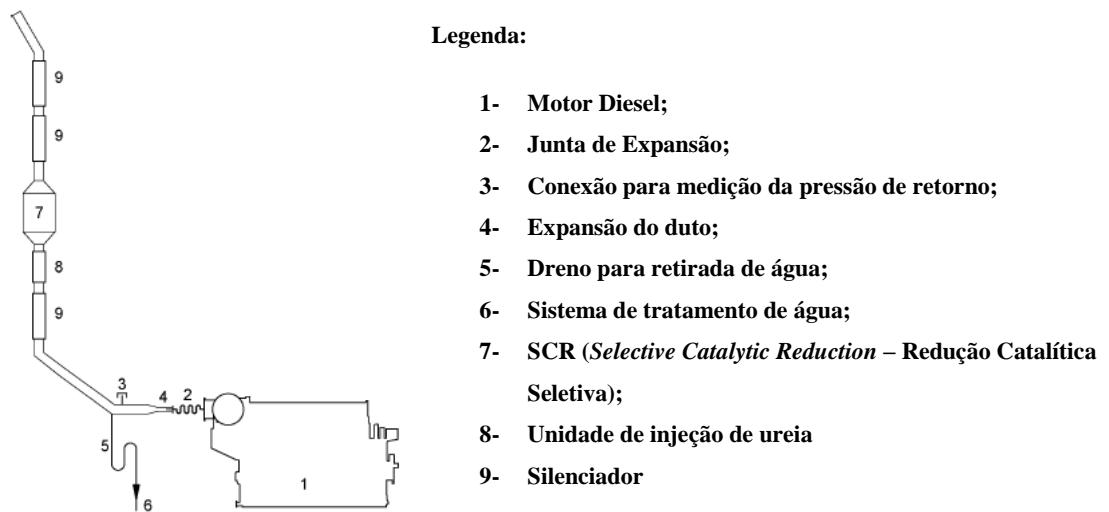 9
9
7
8
9
3
4 2
5
1
6
Legenda:
1- Motor Diesel;
2- Junta de Expansão;
3- Conexão para medição da pressão de retorno;
4- Expansão do duto;
5- Dreno para retirada de água;
6- Sistema de tratamento de água;
7- SCR (Selective Catalytic Reduction – Redução Catalítica
Seletiva);
8- Unidade de injeção de ureia
9- Silenciador